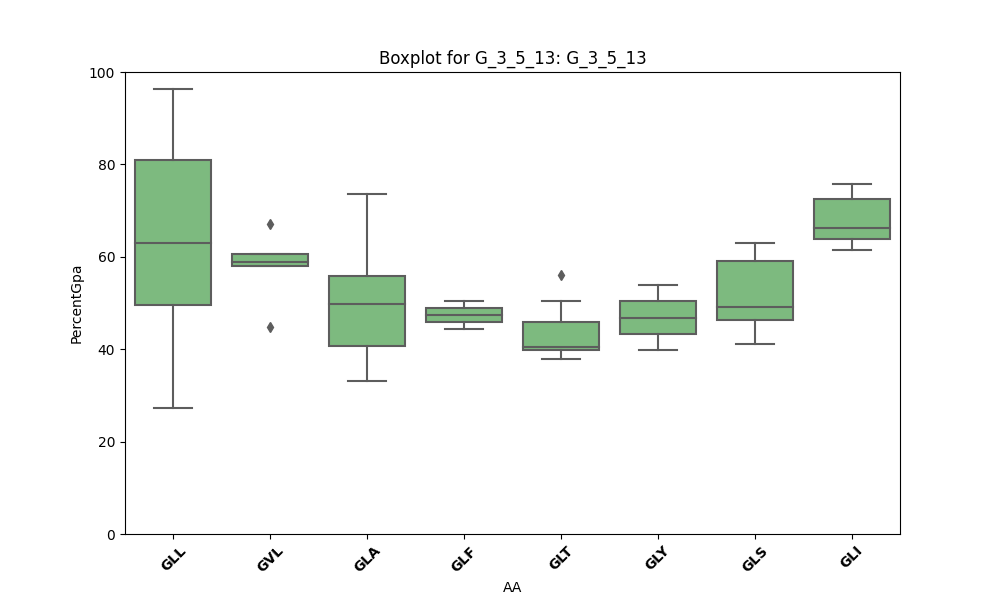 Boxplot for G_3_5_13: G_3_5_13
PercentGpa
100
80
60
40
20
0
GLL
GVL
GLA
GLF
GLT
GLY
GLS
GLI
AA